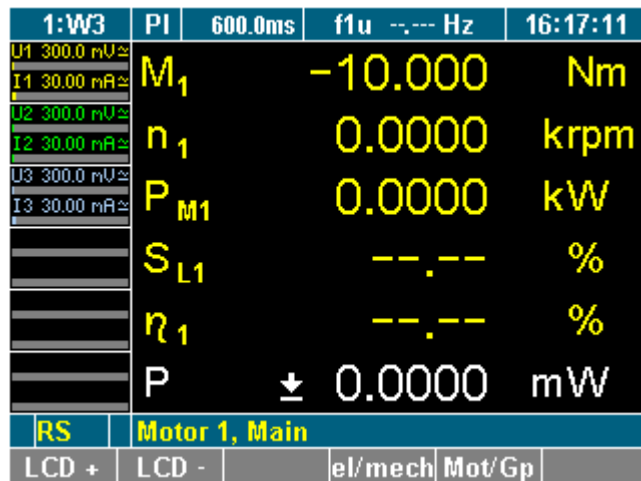 1:W3 PI 600.0ms f1u --.--- Hz 16:17:11
U1 300.0 mV≃
I1 30.00 mA≃
M1 −10.000 Nm
U2 300.0 mV≃
I2 30.00 mA≃
n1 0.0000 krpm
U3 300.0 mV≃
I3 30.00 mA≃
PM1 0.0000 kW
SL1 --.-- %
η1 --.-- %
P 0.0000 mW
RS Motor 1, Main
LCD + LCD - el/mech Mot/Gp